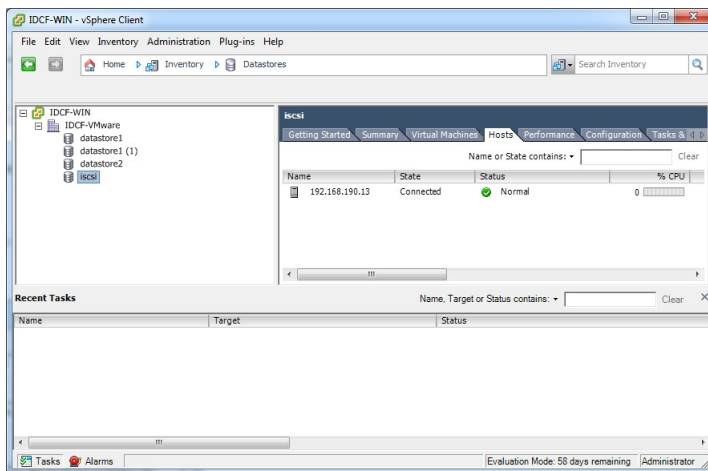 IDCF-WIN - vSphere Client
File Edit View Inventory Administration Plug-ins Help
Home Inventory Datastores Search Inventory
IDCF-WIN
IDCF-VMware
datastore1
datastore1 (1)
datastore2
iscsi
iscsi
Getting Started Summary Virtual Machines Hosts Performance Configuration Tasks &
Name or State contains: Clear
Name State Status % CPU
192.168.190.13 Connected Normal 0
Recent Tasks Name, Target or Status contains: Clear
Name Target Status
Tasks Alarms Evaluation Mode: 58 days remaining Administrator